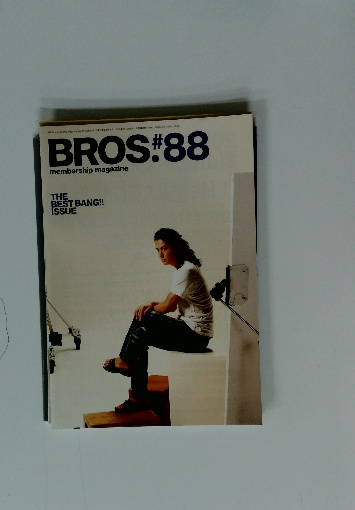 BROS.#88
membership magazine
THE
BEST BANG!!
ISSUE